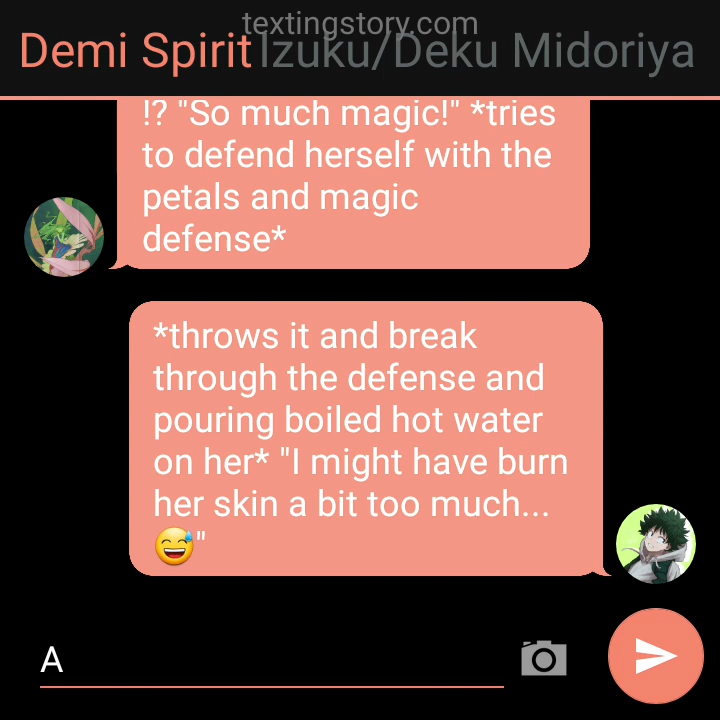 textingstory.com
Demi Spirit Izuku/Deku Midoriya
!? "So much magic!" *tries
to defend herself with the
petals and magic
defense*
*throws it and break
through the defense and
pouring boiled hot water
on her* "I might have burn
her skin a bit too much...
😅"
A